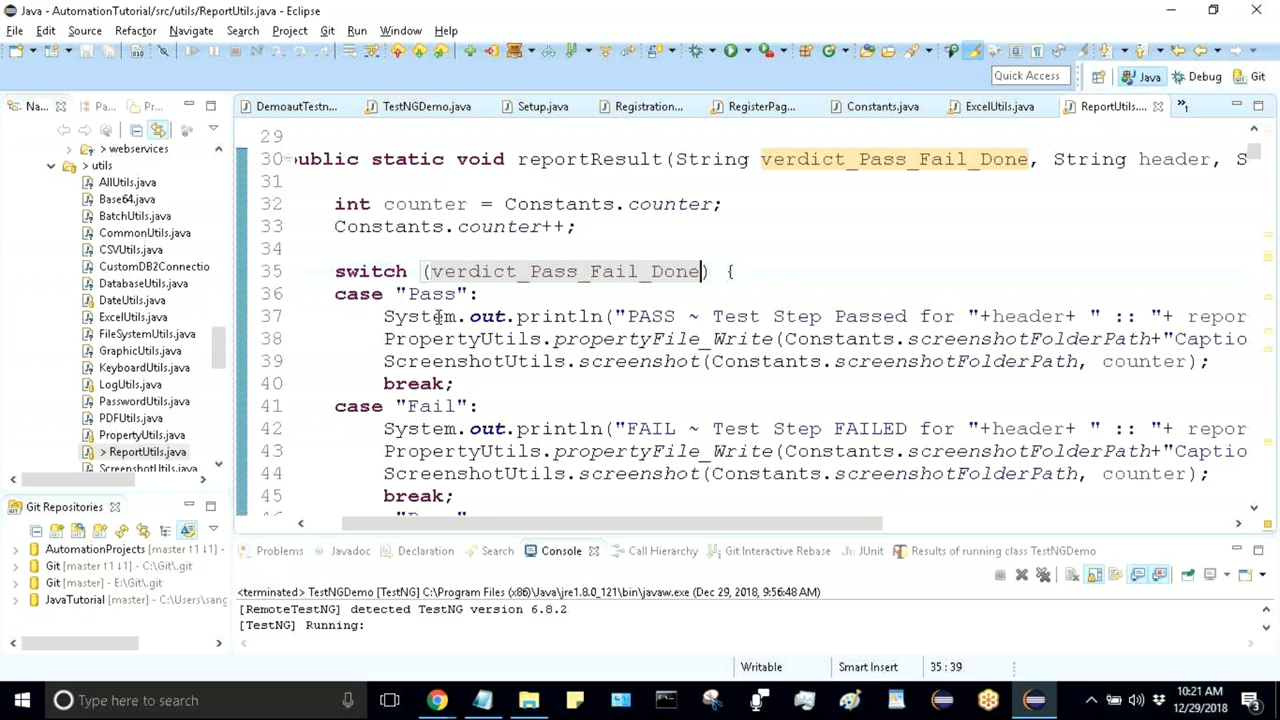 Java - AutomationTutorial/src/utils/ReportUtils.java - Eclipse
File Edit Source Refactor Navigate Search Project Git Run Window Help
Quick Access
Java
Debug
Git
Na...
Pa...
Pr...
DemoautTestn...
TestNGDemo.java
Setup.java
Registration...
RegisterPag...
Constants.java
ExcelUtils.java
ReportUtils....
> webservices
> utils
AllUtils.java
Base64.java
BatchUtils.java
CommonUtils.java
CSVUtils.java
CustomDB2Connectio
DatabaseUtils.java
DateUtils.java
ExcelUtils.java
FileSystemUtils.java
GraphicUtils.java
KeyboardUtils.java
LogUtils.java
PasswordUtils.java
PDFUtils.java
PropertyUtils.java
> ReportUtils.java
ScreenshotUtils.java
29
30 public static void reportResult(String verdict_Pass_Fail_Done, String header, S
31
32 int counter = Constants.counter;
33 Constants.counter++;
34
35 switch (verdict_Pass_Fail_Done) {
36 case "Pass":
37 System.out.println("PASS ~ Test Step Passed for "+header+ " :: "+ repor
38 PropertyUtils.propertyFile_Write(Constants.screenshotFolderPath+"Captio
39 ScreenshotUtils.screenshot(Constants.screenshotFolderPath, counter);
40 break;
41 case "Fail":
42 System.out.println("FAIL ~ Test Step FAILED for "+header+ " :: "+ repor
43 PropertyUtils.propertyFile_Write(Constants.screenshotFolderPath+"Captio
44 ScreenshotUtils.screenshot(Constants.screenshotFolderPath, counter);
45 break;
Git Repositories
AutomationProjects [master ↑1 ↓1] -
Git [master ↑1 ↓1] - C:\Git\.git
Git [master] - E:\Git\.git
JavaTutorial [master] - C:\Users\sang
Problems
Javadoc
Declaration
Search
Console
Call Hierarchy
Git Interactive Rebase
JUnit
Results of running class TestNGDemo
<terminated> TestNGDemo [TestNG] C:\Program Files (x86)\Java\jre1.8.0_121\bin\javaw.exe (Dec 29, 2018, 9:56:48 AM)
[RemoteTestNG] detected TestNG version 6.8.2
[TestNG] Running:
Writable
Smart Insert
35 : 39
Type here to search
10:21 AM
12/29/2018
3